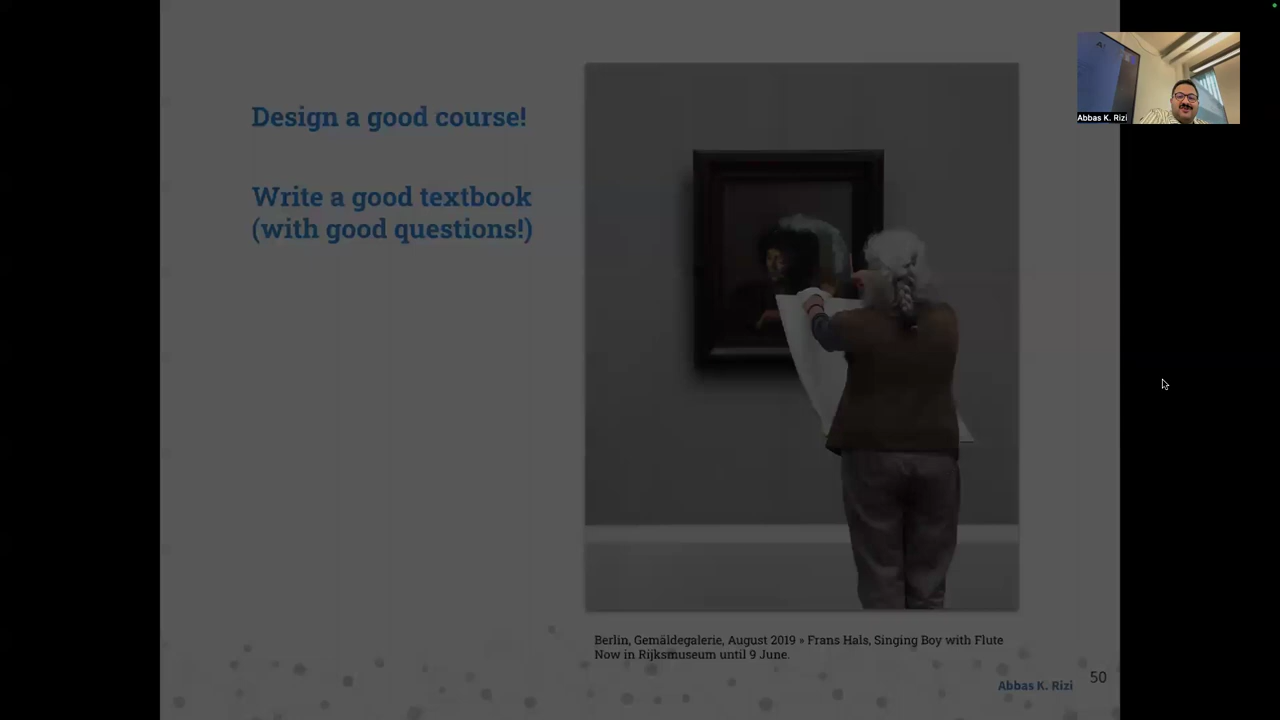 Design a good course!
Write a good textbook
(with good questions!)
Abbas K. Rizi
Berlin, Gemäldegalerie, August 2019 » Frans Hals, Singing Boy with Flute
Now in Rijksmuseum until 9 June.
Abbas K. Rizi
50